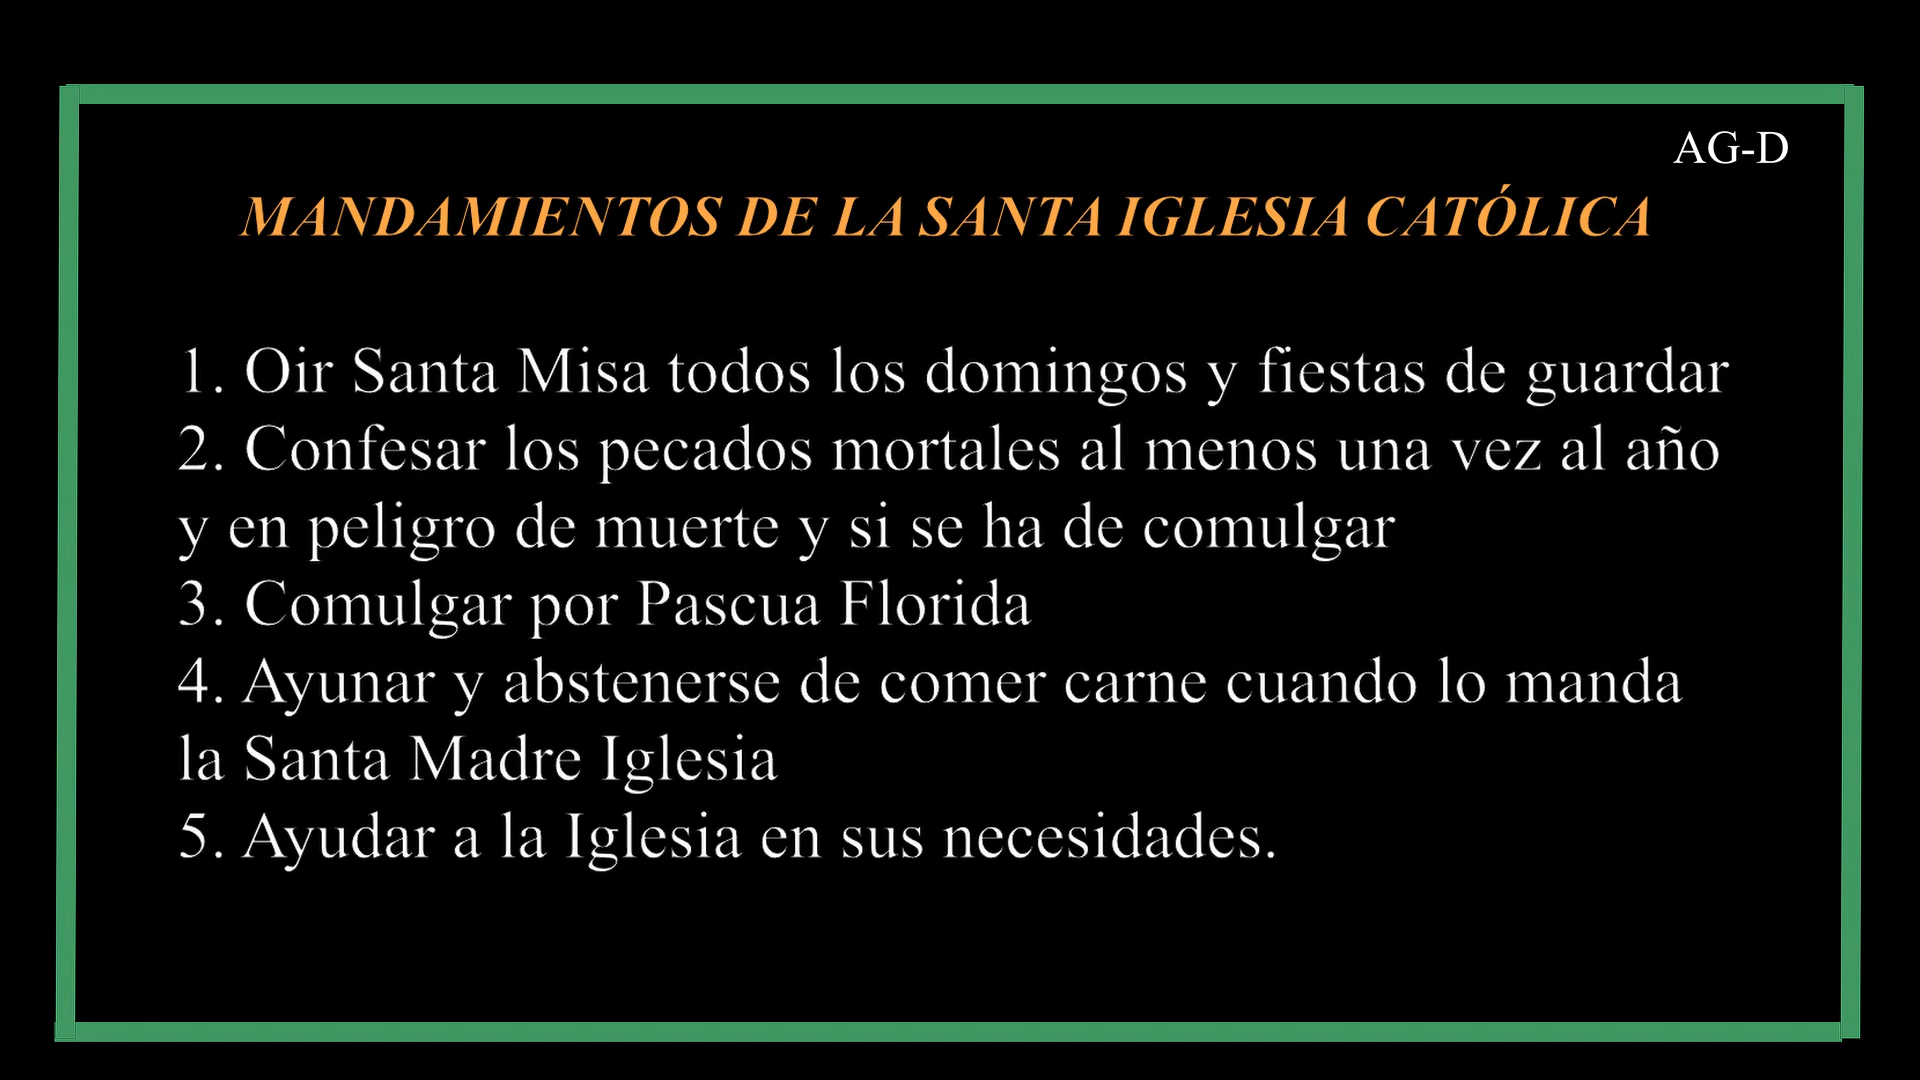 AG-D
MANDAMIENTOS DE LA SANTA IGLESIA CATÓLICA
1. Oir Santa Misa todos los domingos y fiestas de guardar
2. Confesar los pecados mortales al menos una vez al año
y en peligro de muerte y si se ha de comulgar
3. Comulgar por Pascua Florida
4. Ayunar y abstenerse de comer carne cuando lo manda
la Santa Madre Iglesia
5. Ayudar a la Iglesia en sus necesidades.